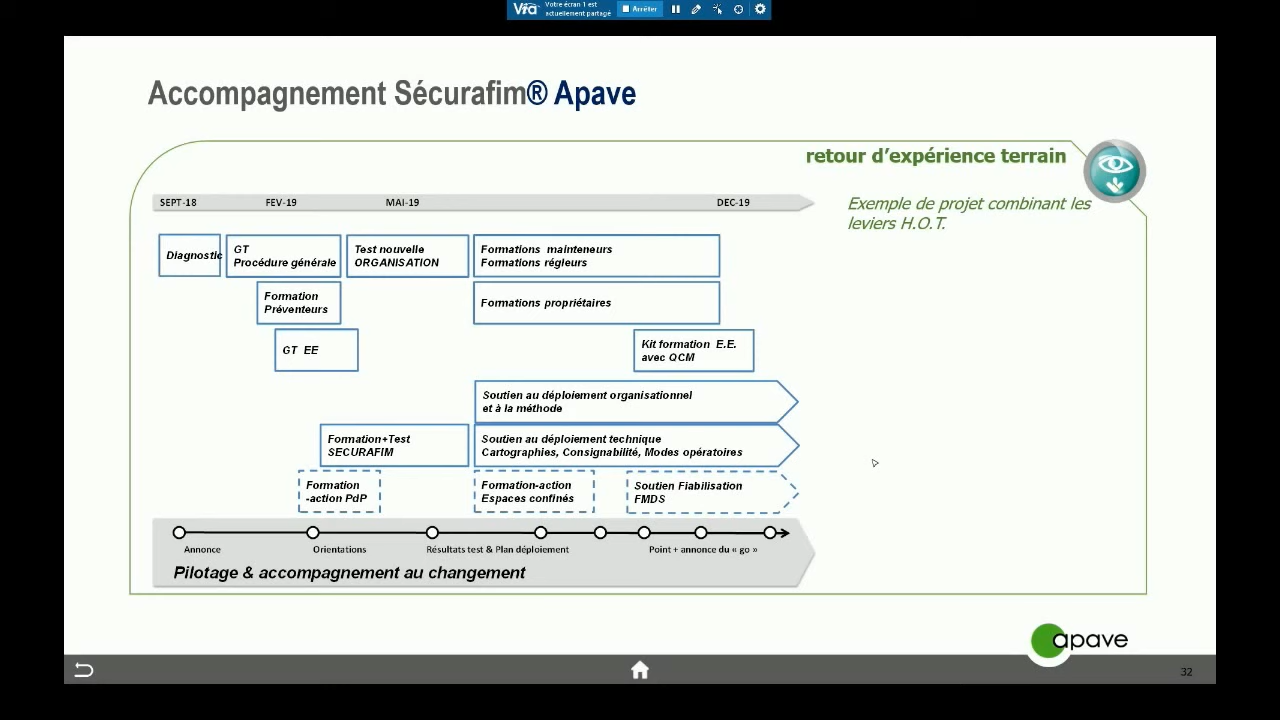 Vra
Votre écran 1 est
actuellement partagé
Arrêter
Accompagnement Sécurafim® Apave
retour d'expérience terrain
Exemple de projet combinant les
leviers H.O.T.
SEPT-18 FEV-19 MAI-19 DEC-19
Diagnostic
GT
Procédure générale
Test nouvelle
ORGANISATION
Formations mainteneurs
Formations régleurs
Formation
Préventeurs
Formations propriétaires
GT EE
Kit formation E.E.
avec QCM
Soutien au déploiement organisationnel
et à la méthode
Formation+Test
SECURAFIM
Soutien au déploiement technique
Cartographies, Consignabilité, Modes opératoires
Formation
-action PdP
Formation-action
Espaces confinés
Soutien Fiabilisation
FMDS
Annonce Orientations Résultats test & Plan déploiement Point + annonce du « go »
Pilotage & accompagnement au changement
apave
32